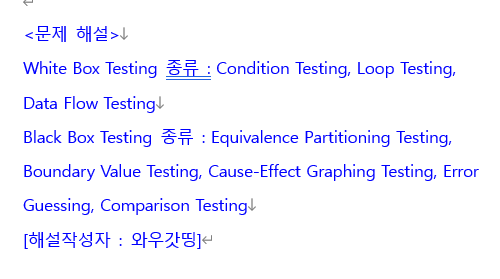 <문제 해설>
White Box Testing 종류 : Condition Testing, Loop Testing,
Data Flow Testing
Black Box Testing 종류 : Equivalence Partitioning Testing,
Boundary Value Testing, Cause-Effect Graphing Testing, Error
Guessing, Comparison Testing
[해설작성자 : 와우갓띵]